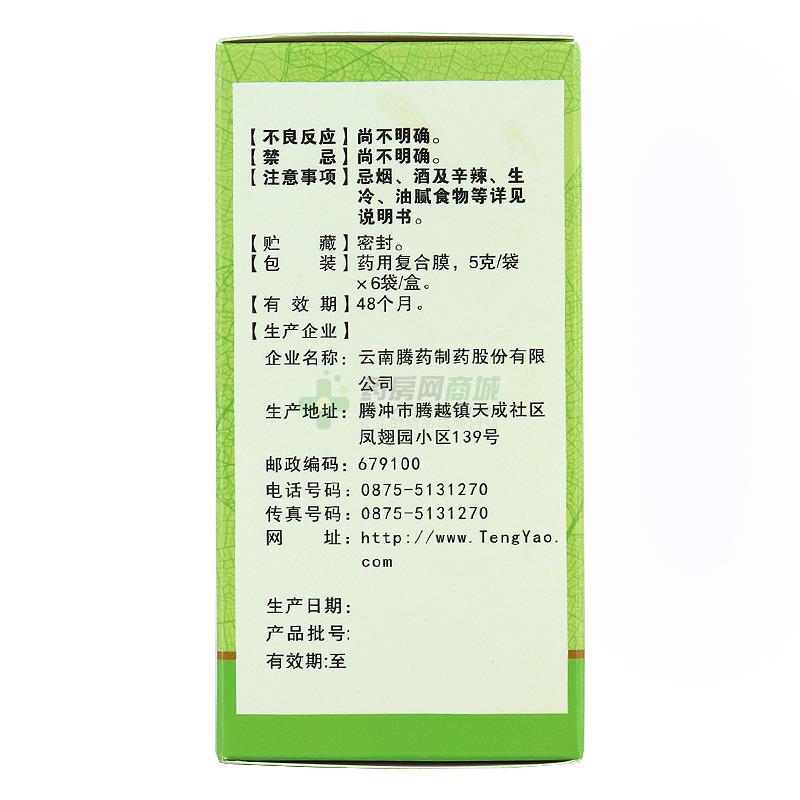 【不良反应】尚不明确。
【禁　　忌】尚不明确。
【注意事项】忌烟、酒及辛辣、生
冷、油腻食物等详见
说明书。
【贮　　藏】密封。
【包　　装】药用复合膜，5克/袋
×6袋/盒。
【有 效 期】48个月。
【生产企业】
企业名称：云南腾药制药股份有限
公司
药房网商城
生产地址：腾冲市腾越镇天成社区
凤翅园小区139号
邮政编码：679100
电话号码：0875-5131270
传真号码：0875-5131270
网　　址：http://www.TengYao.
com
生产日期：
产品批号:
有效期:至